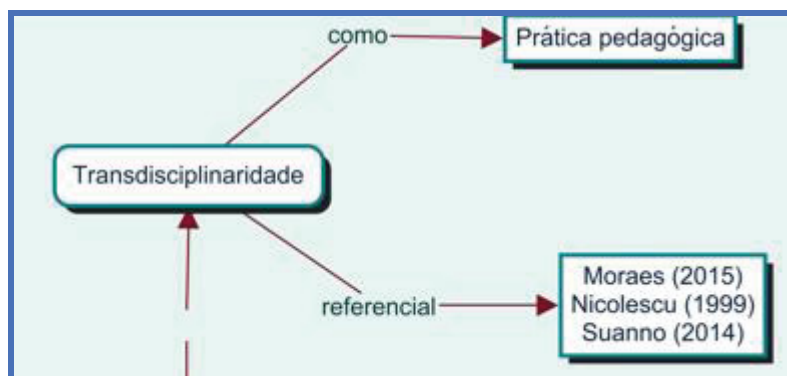 como
Prática pedagógica
Transdisciplinaridade
referencial
Moraes (2015)
Nicolescu (1999)
Suanno (2014)